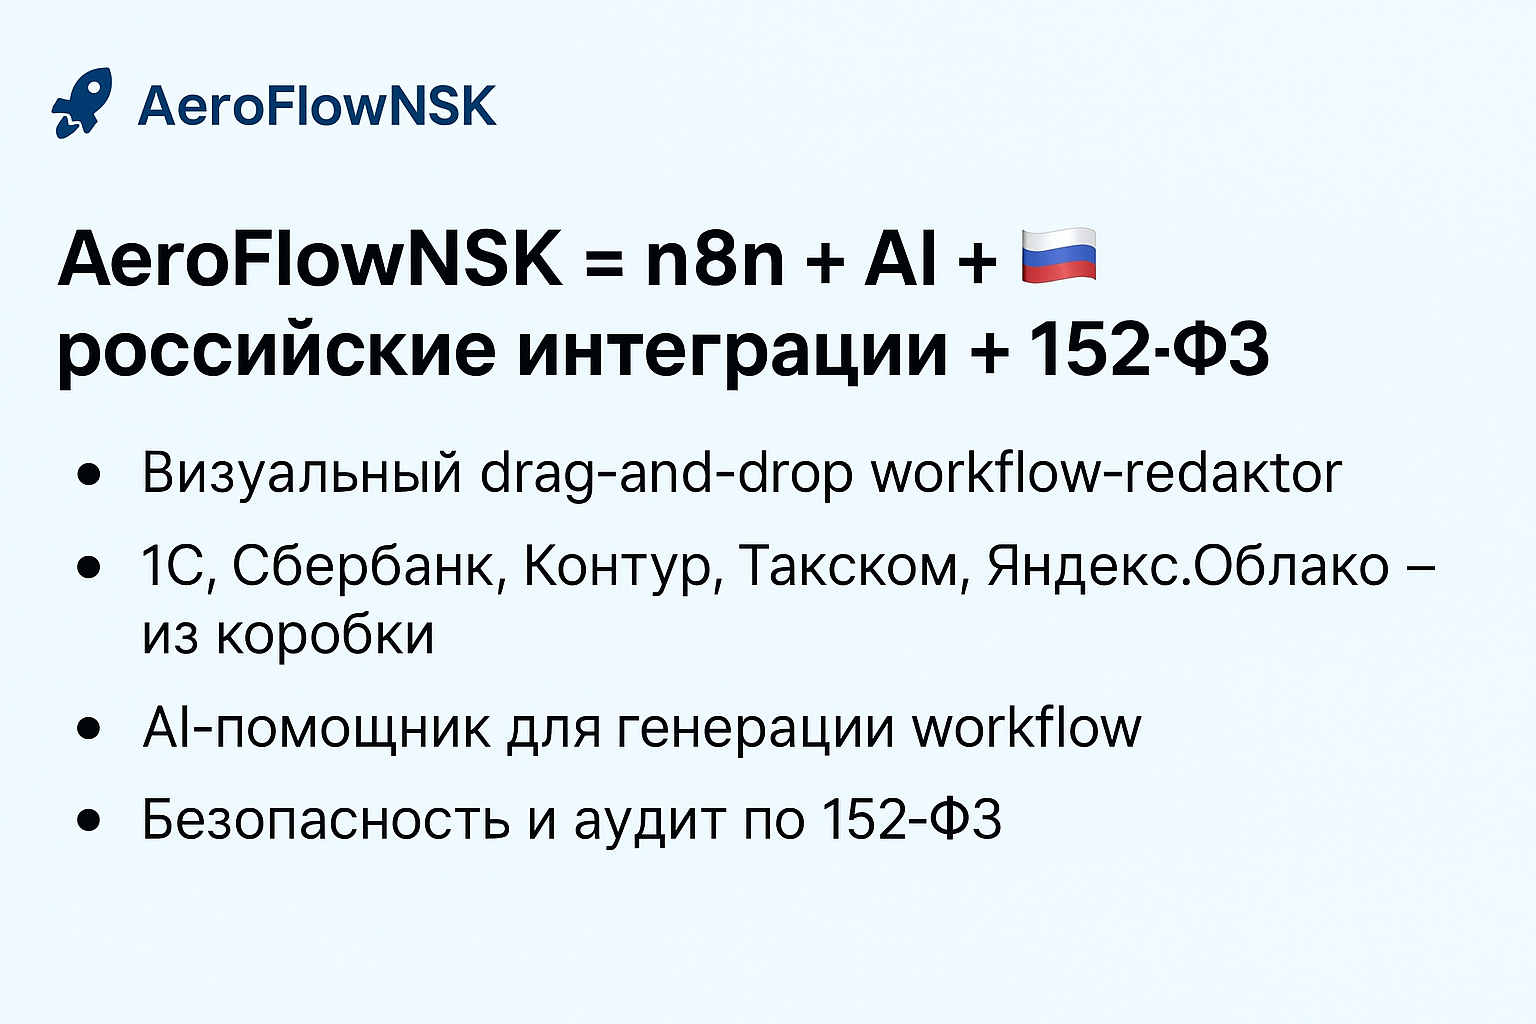 AeroFlowNSK
AeroFlowNSK = n8n + AI + 🇷🇺
российские интеграции + 152-ФЗ
• Визуальный drag-and-drop workflow-redaktor
• 1С, Сбербанк, Контур, Такском, Яндекс.Облако –
из коробки
• AI-помощник для генерации workflow
• Безопасность и аудит по 152-ФЗ